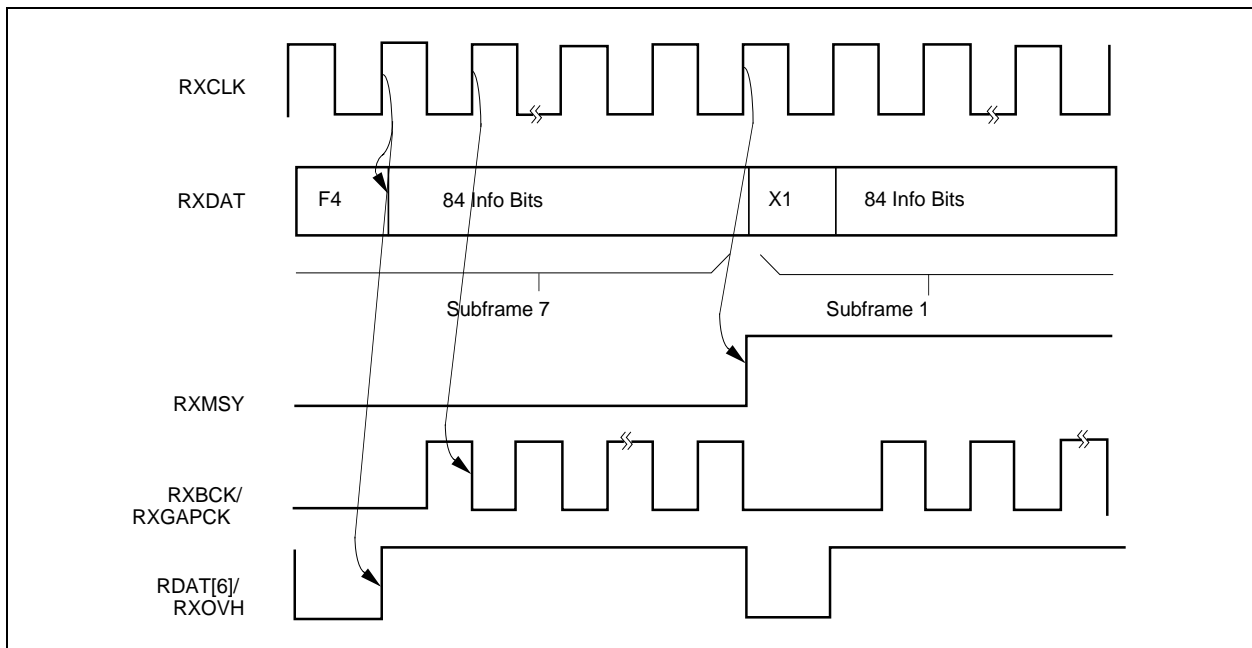 RXCLK
RXDAT
F4
84 Info Bits
X1
84 Info Bits
Subframe 7
Subframe 1
RXMSY
RXBCK/
RXGAPCK
RDAT[6]/
RXOVH